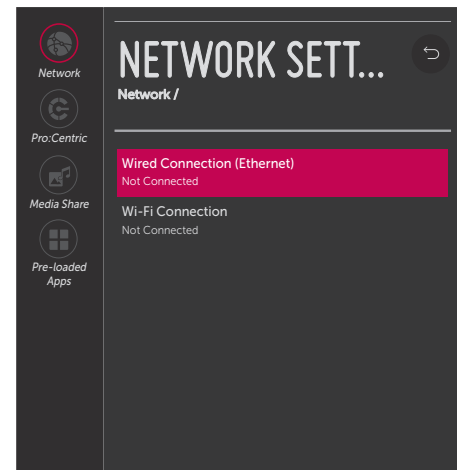 Network
Pro:Centric
Media Share
Pre-loaded
Apps
NETWORK SETT...
Network /
Wired Connection (Ethernet)
Not Connected
Wi-Fi Connection
Not Connected